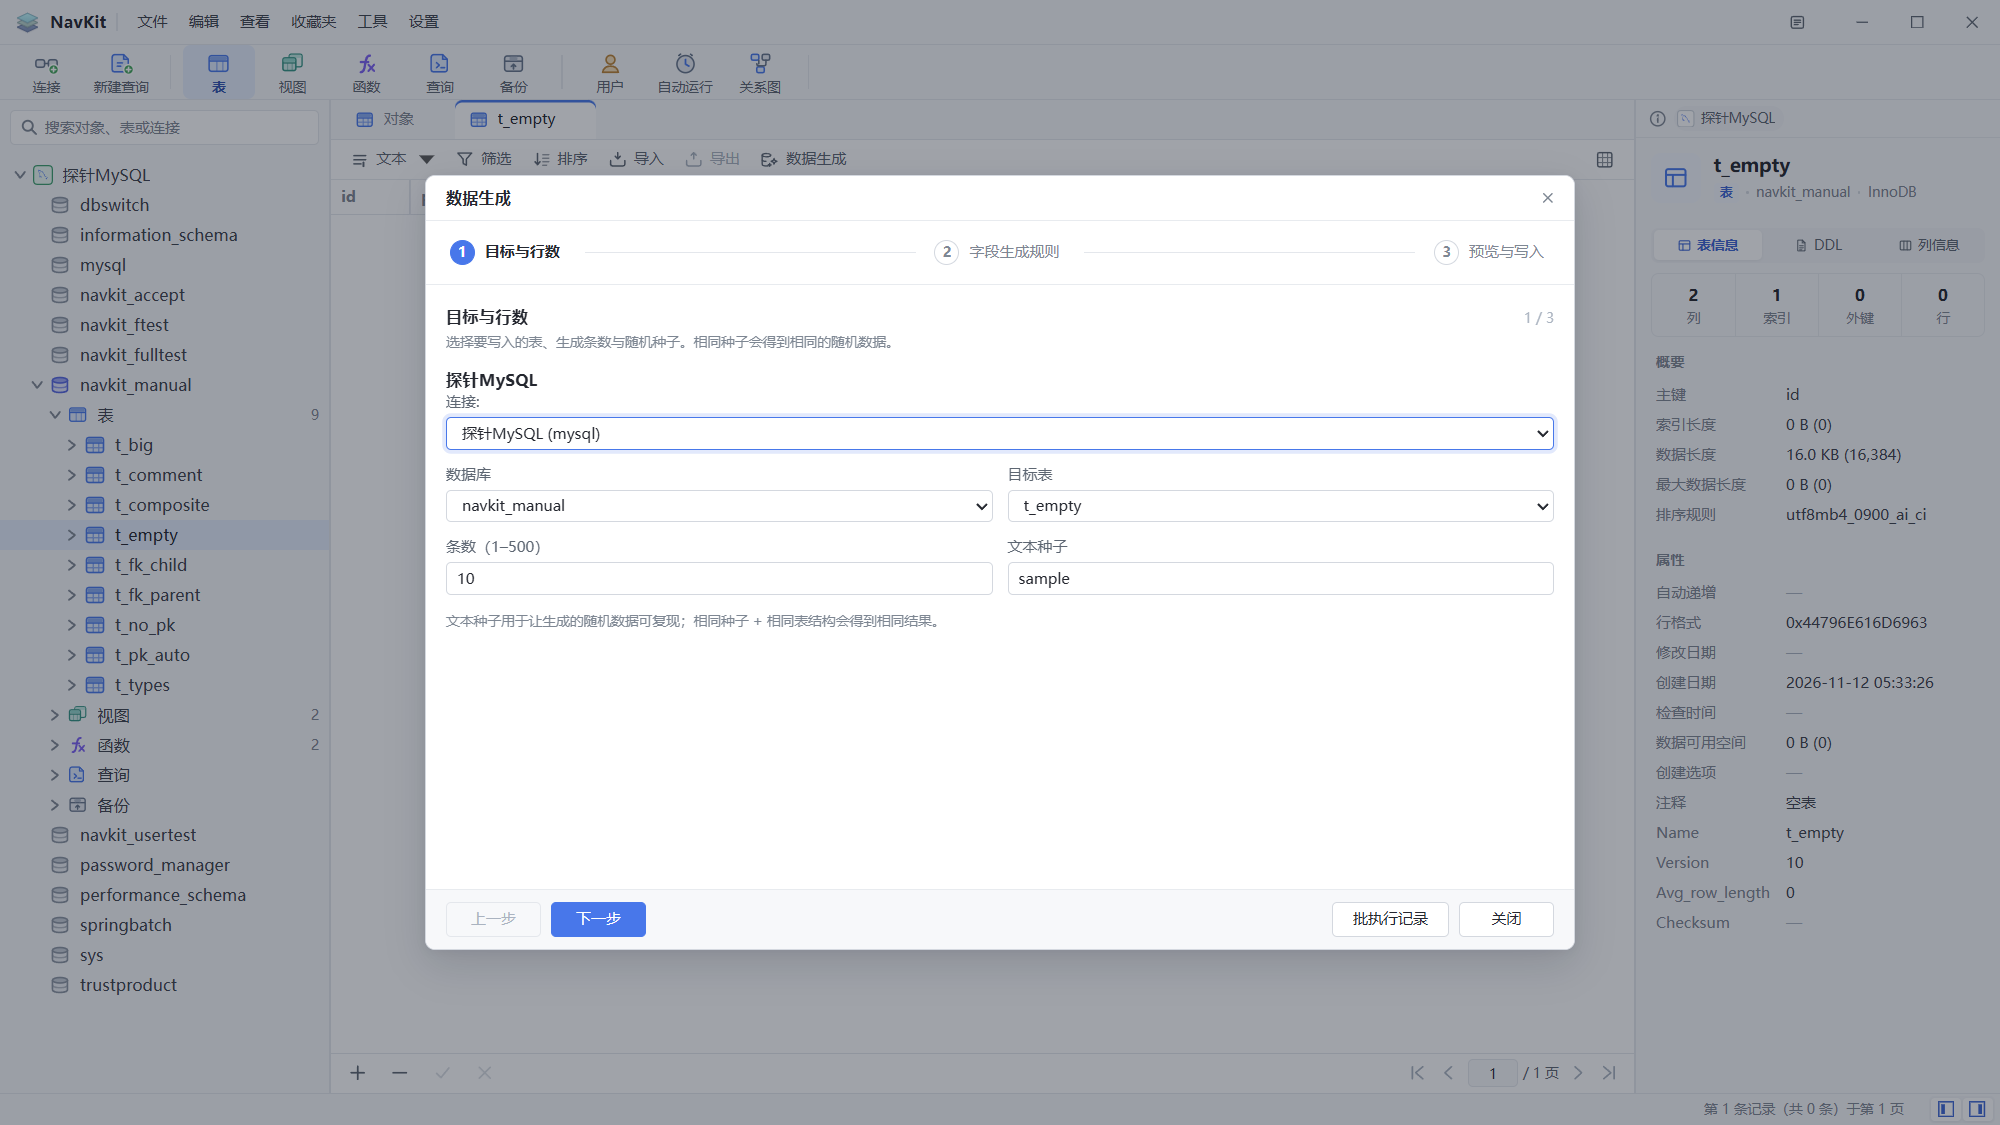 NavKit 文件 编辑 查看 收藏夹 工具 设置
连接 新建查询 表 视图 函数 查询 备份 用户 自动运行 关系图
搜索对象、表或连接
探针MySQL
dbswitch
information_schema
mysql
navkit_accept
navkit_ftest
navkit_fulltest
navkit_manual
表 9
t_big
t_comment
t_composite
t_empty
t_fk_child
t_fk_parent
t_no_pk
t_pk_auto
t_types
视图 2
函数 2
查询
备份
navkit_usertest
password_manager
performance_schema
springbatch
sys
trustproduct
对象 t_empty
文本 筛选 排序 导入 导出 数据生成
id
数据生成
1 目标与行数 2 字段生成规则 3 预览与写入
目标与行数 1 / 3
选择要写入的表、生成条数与随机种子。相同种子会得到相同的随机数据。
探针MySQL
连接:
探针MySQL (mysql)
数据库 目标表
navkit_manual t_empty
条数（1–500） 文本种子
10 sample
文本种子用于让生成的随机数据可复现；相同种子 + 相同表结构会得到相同结果。
上一步 下一步 批执行记录 关闭
1 / 1 页
探针MySQL
t_empty
表 · navkit_manual · InnoDB
表信息 DDL 列信息
2 1 0 0
列 索引 外键 行
概要
主键 id
索引长度 0 B (0)
数据长度 16.0 KB (16,384)
最大数据长度 0 B (0)
排序规则 utf8mb4_0900_ai_ci
属性
自动递增 —
行格式 0x44796E616D6963
修改日期 —
创建日期 2026-11-12 05:33:26
检查时间 —
数据可用空间 0 B (0)
创建选项 —
注释 空表
Name t_empty
Version 10
Avg_row_length 0
Checksum —
第 1 条记录（共 0 条）于第 1 页